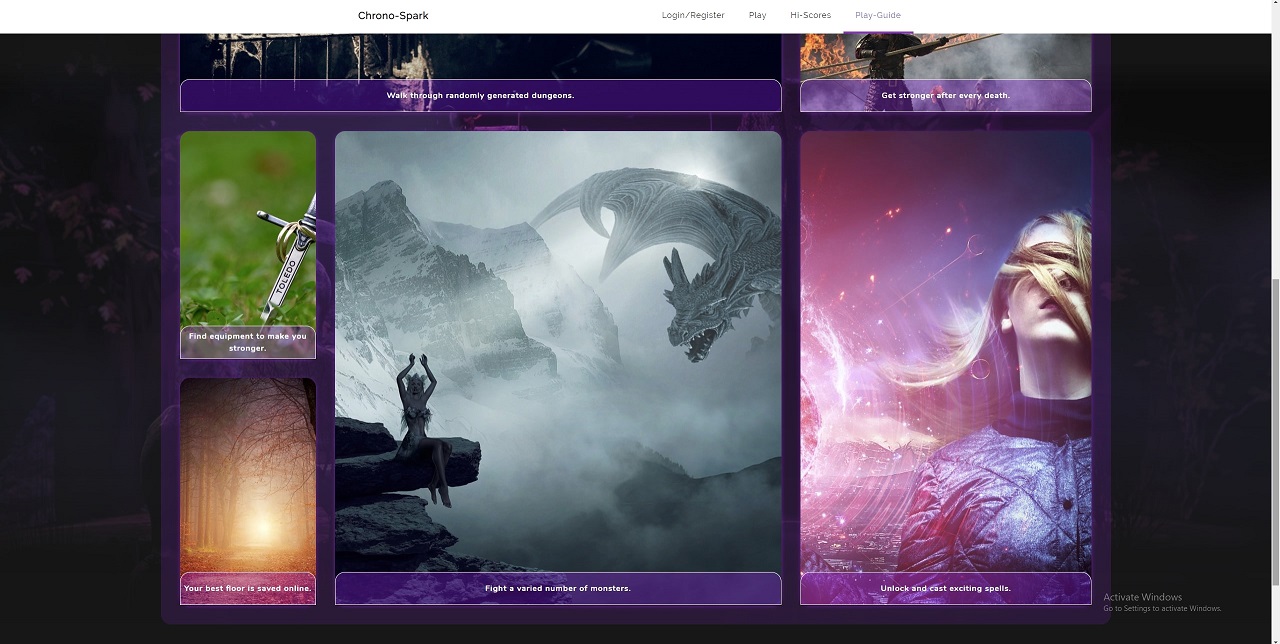 Chrono-Spark
Login/Register
Play
Hi-Scores
Play-Guide
Walk through randomly generated dungeons.
Get stronger after every death.
TOLEDO
Find equipment to make you
stronger.
Your best floor is saved online.
Fight a varied number of monsters.
Unlock and cast exciting spells.
Activate Windows
Go to Settings to activate Windows.